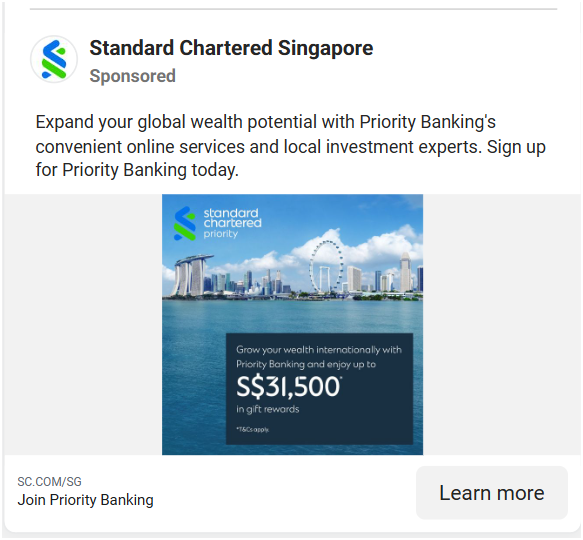 Standard Chartered Singapore
Sponsored
Expand your global wealth potential with Priority Banking's
convenient online services and local investment experts. Sign up
for Priority Banking today.
standard
chartered
priority
Grow your wealth internationally with
Priority Banking and enjoy up to
S$31,500*
in gift rewards
*T&Cs apply.
SC.COM/SG
Join Priority Banking
Learn more